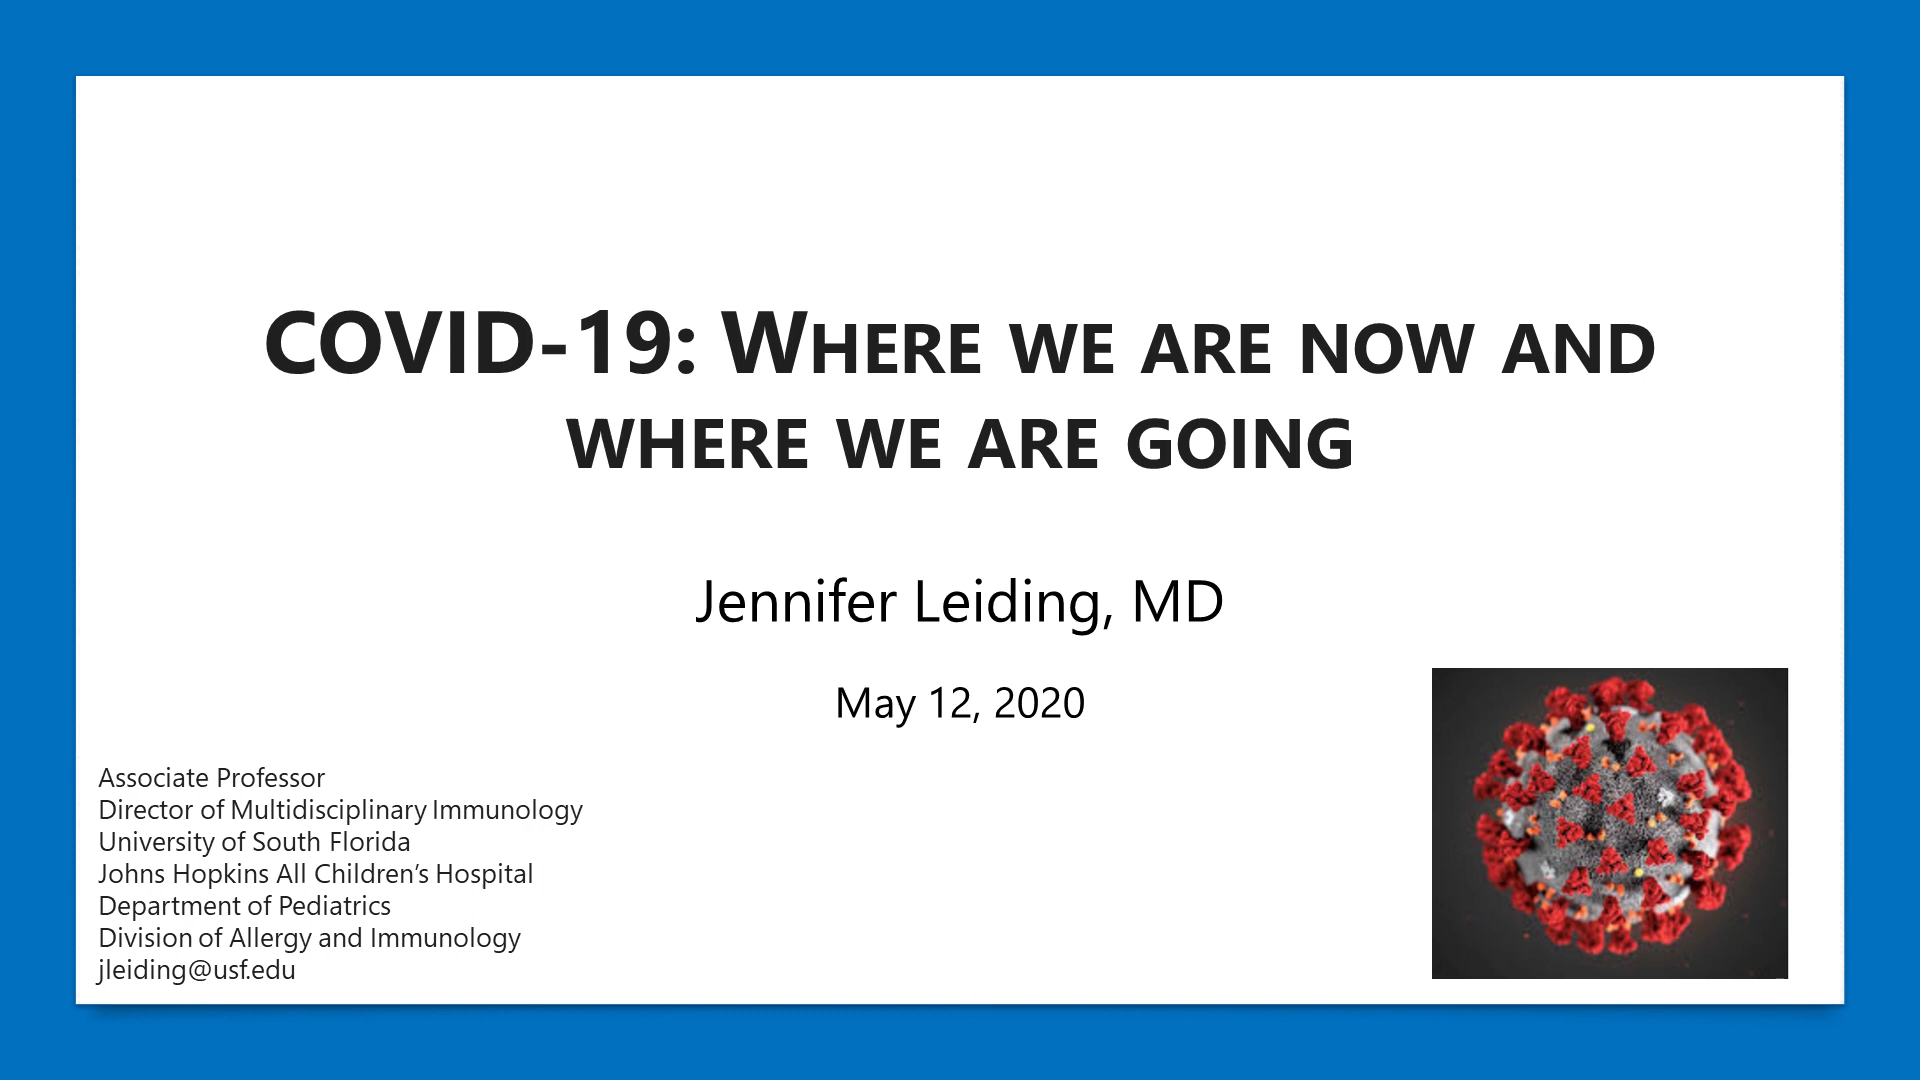 COVID-19: Where we are now and
where we are going
Jennifer Leiding, MD
May 12, 2020
Associate Professor
Director of Multidisciplinary Immunology
University of South Florida
Johns Hopkins All Children’s Hospital
Department of Pediatrics
Division of Allergy and Immunology
jleiding@usf.edu